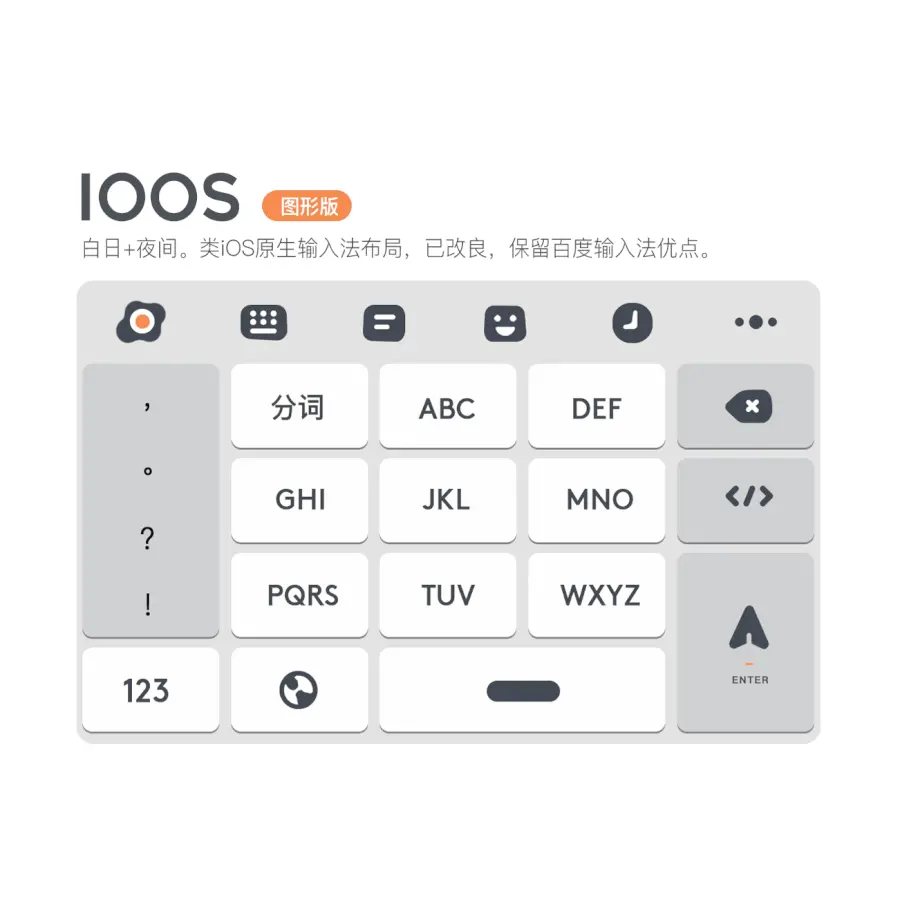 IOOS 图形版
白日+夜间。类iOS原生输入法布局，已改良，保留百度输入法优点。
，
分词 ABC DEF
。
GHI JKL MNO </>
?
PQRS TUV WXYZ
!
ENTER
123